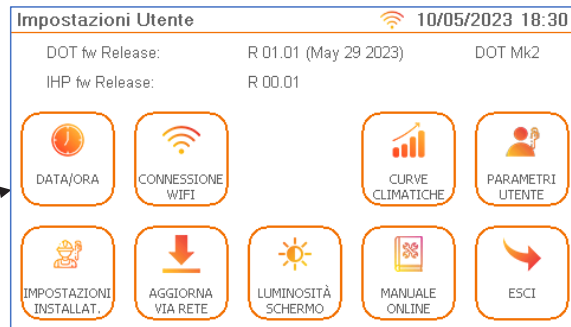 Impostazioni Utente 10/05/2023 18:30
DOT fw Release: R 01.01 (May 29 2023) DOT Mk2
IHP fw Release: R 00.01
DATA/ORA
CONNESSIONE
WIFI
CURVE
CLIMATICHE
PARAMETRI
UTENTE
IMPOSTAZIONI
INSTALLAT.
AGGIORNA
VIA RETE
LUMINOSITÀ
SCHERMO
MANUALE
ONLINE
ESCI